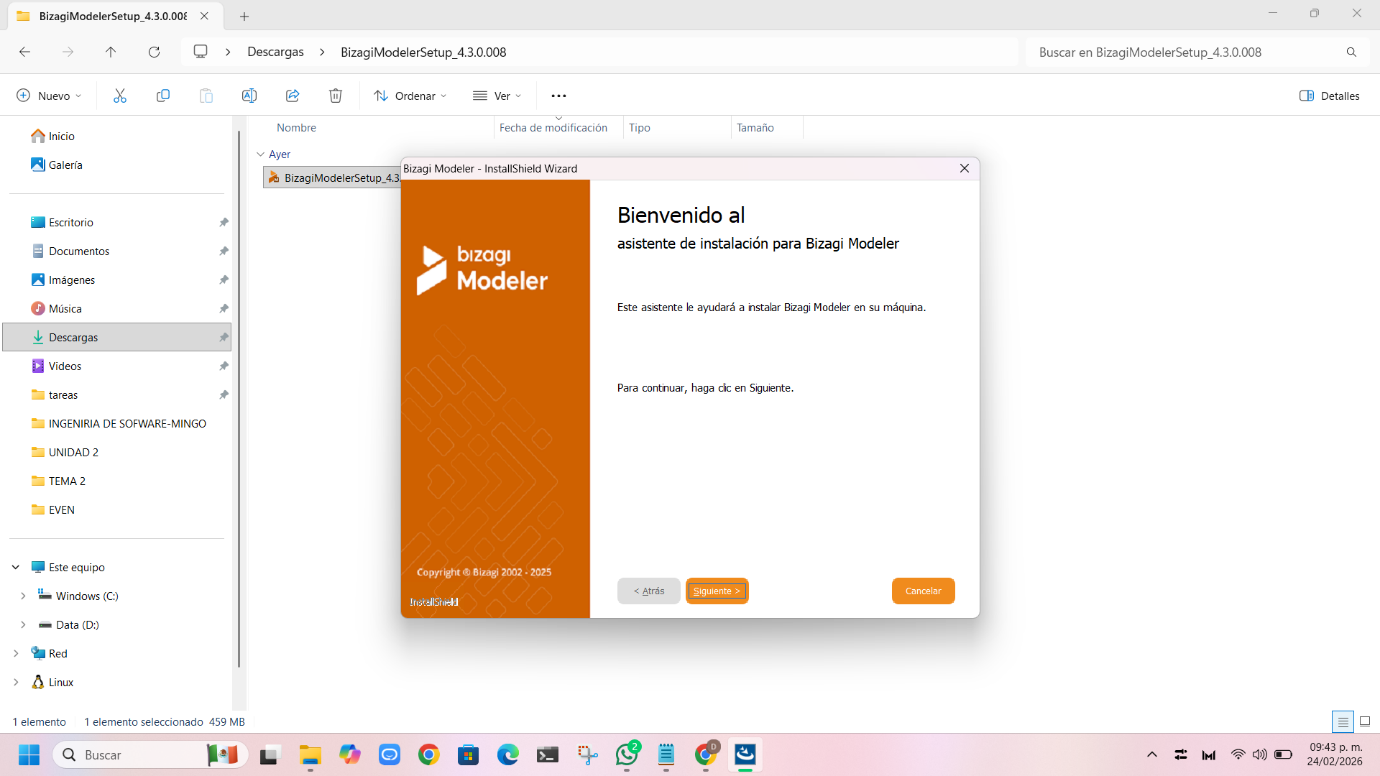 BizagiModelerSetup_4.3.0.008
Descargas
BizagiModelerSetup_4.3.0.008
Buscar en BizagiModelerSetup_4.3.0.008
Nuevo
Ordenar
Ver
Detalles
Inicio
Galería
Escritorio
Documentos
Imágenes
Música
Descargas
Vídeos
tareas
INGENIRIA DE SOFWARE-MINGO
UNIDAD 2
TEMA 2
EVEN
Este equipo
Windows (C:)
Data (D:)
Red
Linux
Nombre
Fecha de modificación
Tipo
Tamaño
Ayer
BizagiModelerSetup_4.3
Bizagi Modeler - InstallShield Wizard
bizagi
Modeler
Copyright © Bizagi 2002 - 2025
InstallShield
Bienvenido al
asistente de instalación para Bizagi Modeler
Este asistente le ayudará a instalar Bizagi Modeler en su máquina.
Para continuar, haga clic en Siguiente.
< Atrás
Siguiente >
Cancelar
1 elemento
1 elemento seleccionado 459 MB
Buscar
2
D
09:43 p. m.
24/02/2026